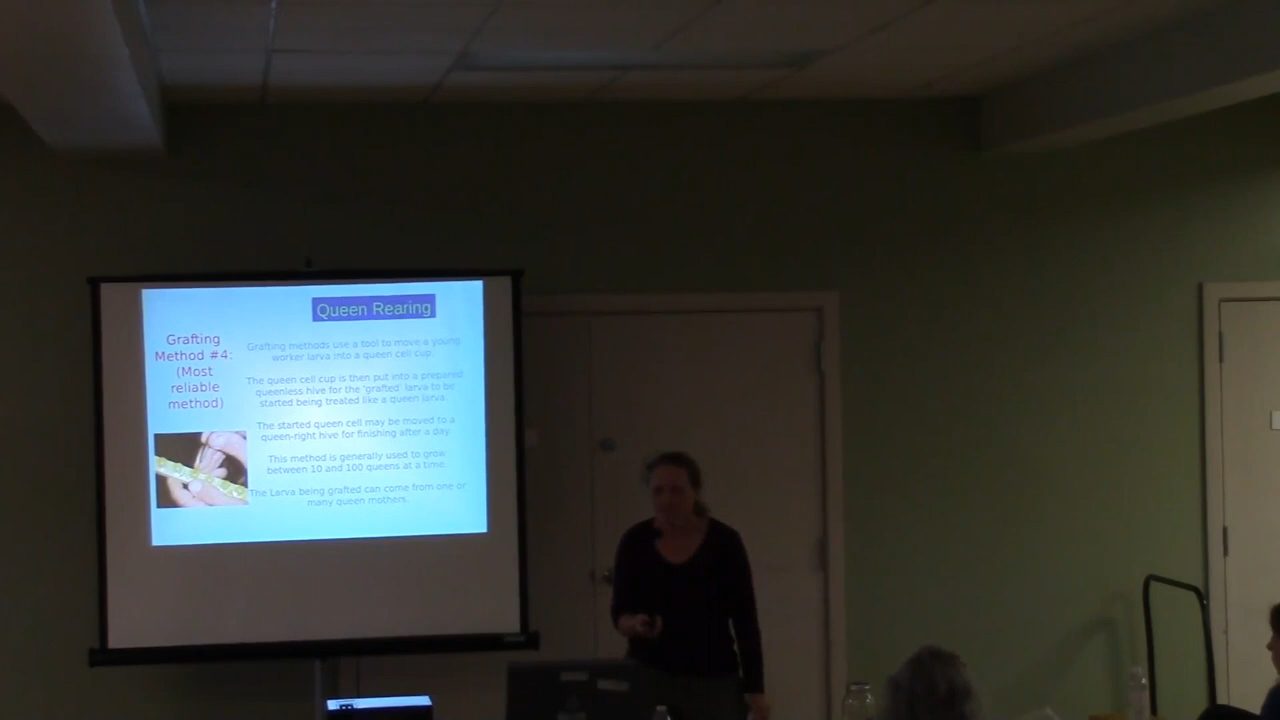 Queen Rearing
Grafting
Method #4:
(Most
reliable
method)
Grafting methods use a tool to move a young
worker larva into a queen cell cup.
The queen cell cup is then put into a prepared
queenless hive for the 'grafted' larva to be
started being treated like a queen larva.
The started queen cell may be moved to a
queen-right hive for finishing after a day.
This method is generally used to grow
between 10 and 100 queens at a time.
The Larva being grafted can come from one or
many queen mothers.